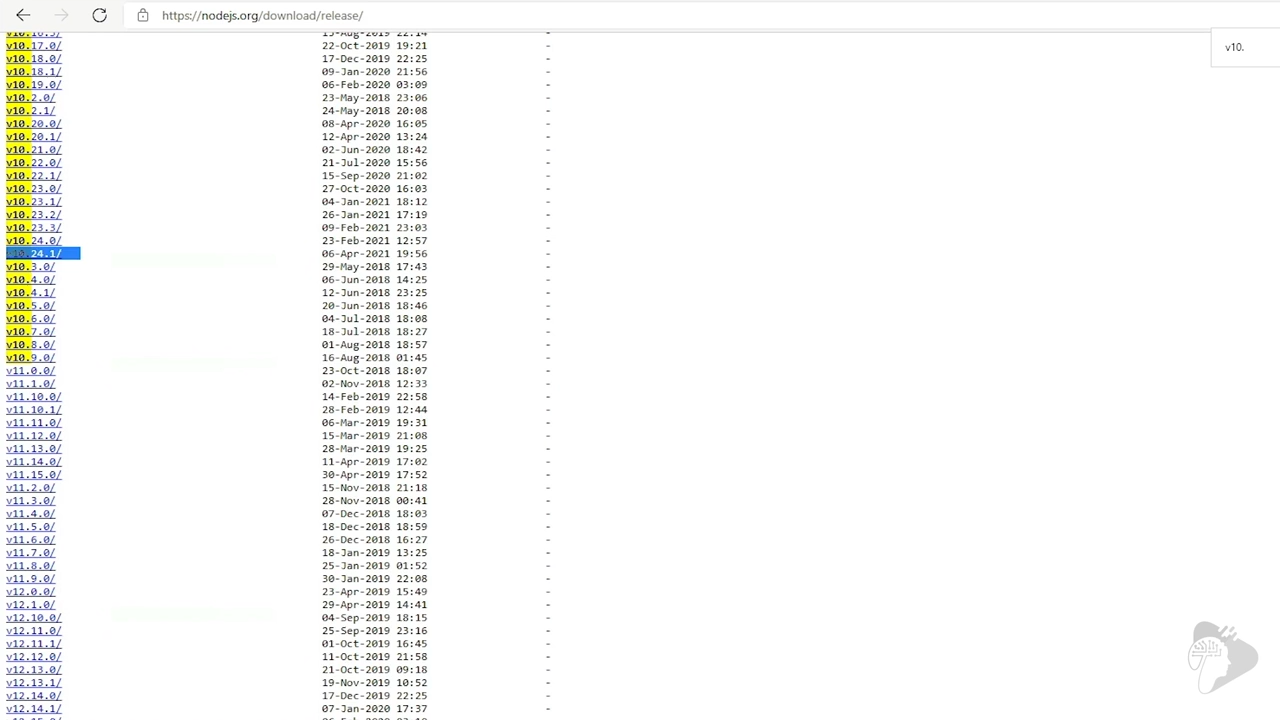 https://nodejs.org/download/release/
v10.
v10.16.3/ 15-Aug-2019 22:14 -
v10.17.0/ 22-Oct-2019 19:21 -
v10.18.0/ 17-Dec-2019 22:25 -
v10.18.1/ 09-Jan-2020 21:56 -
v10.19.0/ 06-Feb-2020 03:09 -
v10.2.0/ 23-May-2018 23:06 -
v10.2.1/ 24-May-2018 20:08 -
v10.20.0/ 08-Apr-2020 16:05 -
v10.20.1/ 12-Apr-2020 13:24 -
v10.21.0/ 02-Jun-2020 18:42 -
v10.22.0/ 21-Jul-2020 15:56 -
v10.22.1/ 15-Sep-2020 21:02 -
v10.23.0/ 27-Oct-2020 16:03 -
v10.23.1/ 04-Jan-2021 18:12 -
v10.23.2/ 26-Jan-2021 17:19 -
v10.23.3/ 09-Feb-2021 23:03 -
v10.24.0/ 23-Feb-2021 12:57 -
v10.24.1/ 06-Apr-2021 19:56 -
v10.3.0/ 29-May-2018 17:43 -
v10.4.0/ 06-Jun-2018 14:25 -
v10.4.1/ 12-Jun-2018 23:25 -
v10.5.0/ 20-Jun-2018 18:46 -
v10.6.0/ 04-Jul-2018 18:08 -
v10.7.0/ 18-Jul-2018 18:27 -
v10.8.0/ 01-Aug-2018 18:57 -
v10.9.0/ 16-Aug-2018 01:45 -
v11.0.0/ 23-Oct-2018 18:07 -
v11.1.0/ 02-Nov-2018 12:33 -
v11.10.0/ 14-Feb-2019 22:58 -
v11.10.1/ 28-Feb-2019 12:44 -
v11.11.0/ 06-Mar-2019 19:31 -
v11.12.0/ 15-Mar-2019 21:08 -
v11.13.0/ 28-Mar-2019 19:25 -
v11.14.0/ 11-Apr-2019 17:02 -
v11.15.0/ 30-Apr-2019 17:52 -
v11.2.0/ 15-Nov-2018 21:18 -
v11.3.0/ 28-Nov-2018 00:41 -
v11.4.0/ 07-Dec-2018 18:03 -
v11.5.0/ 18-Dec-2018 18:59 -
v11.6.0/ 26-Dec-2018 16:27 -
v11.7.0/ 18-Jan-2019 13:25 -
v11.8.0/ 25-Jan-2019 01:52 -
v11.9.0/ 30-Jan-2019 22:08 -
v12.0.0/ 23-Apr-2019 15:49 -
v12.1.0/ 29-Apr-2019 14:41 -
v12.10.0/ 04-Sep-2019 18:15 -
v12.11.0/ 25-Sep-2019 23:16 -
v12.11.1/ 01-Oct-2019 16:45 -
v12.12.0/ 11-Oct-2019 21:58 -
v12.13.0/ 21-Oct-2019 09:18 -
v12.13.1/ 19-Nov-2019 10:52 -
v12.14.0/ 17-Dec-2019 22:25 -
v12.14.1/ 07-Jan-2020 17:37 -